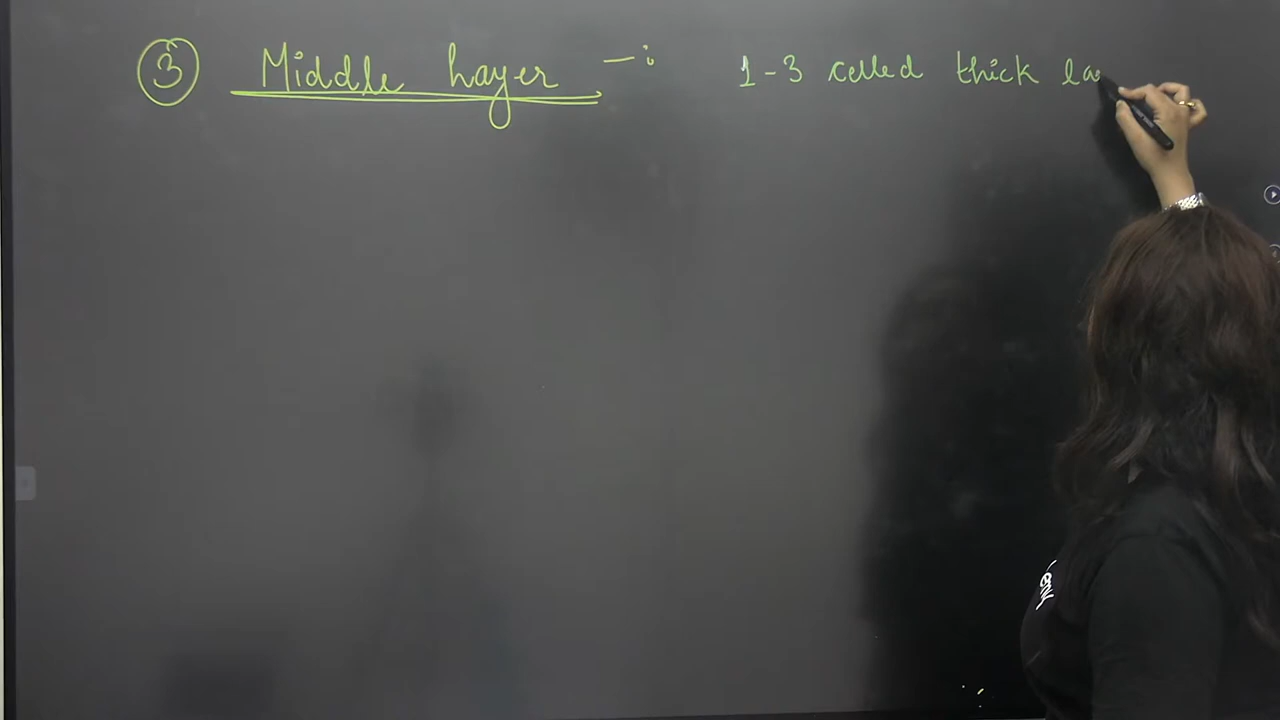 ③ Middle Layer —: 1-3 celled thick la